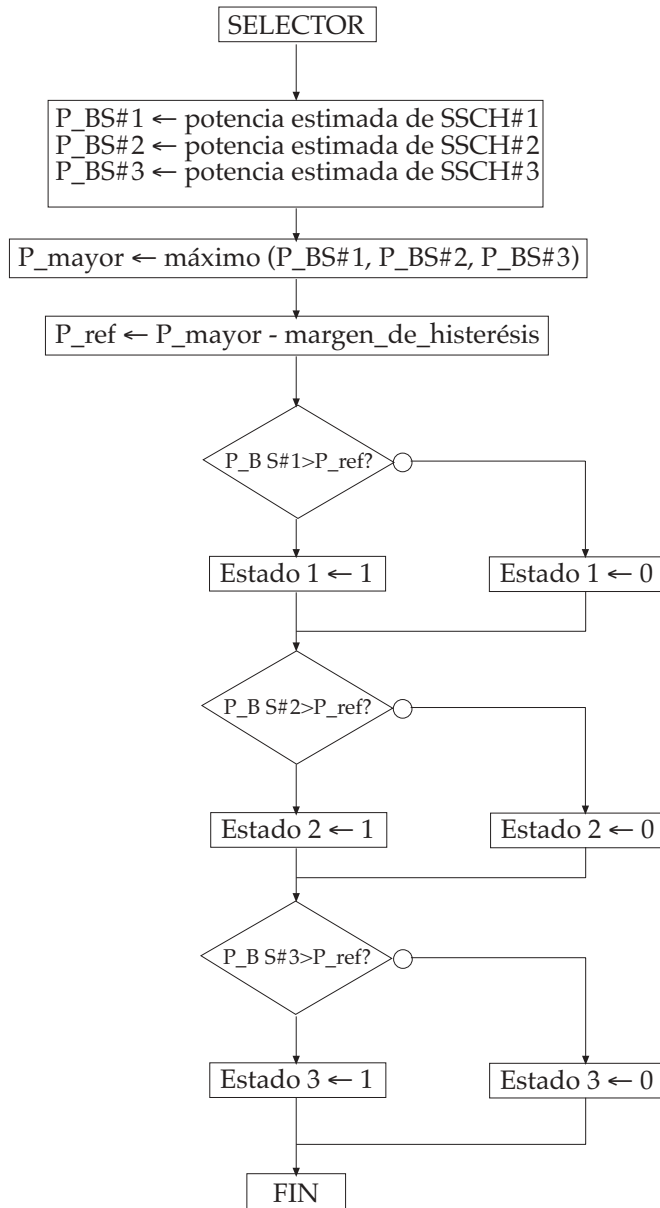 SELECTOR
P_BS#1 ← potencia estimada de SSCH#1
P_BS#2 ← potencia estimada de SSCH#2
P_BS#3 ← potencia estimada de SSCH#3
P_mayor ← máximo (P_BS#1, P_BS#2, P_BS#3)
P_ref ← P_mayor - margen_de_histerésis
P_B S#1>P_ref?
Estado 1 ← 1
Estado 1 ← 0
P_B S#2>P_ref?
Estado 2 ← 1
Estado 2 ← 0
P_B S#3>P_ref?
Estado 3 ← 1
Estado 3 ← 0
FIN